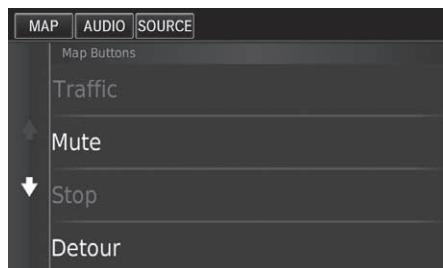 MAP AUDIO SOURCE
Map Buttons
Traffic
Mute
Stop
Detour